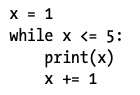 x = 1
while x <= 5:
    print(x)
    x += 1